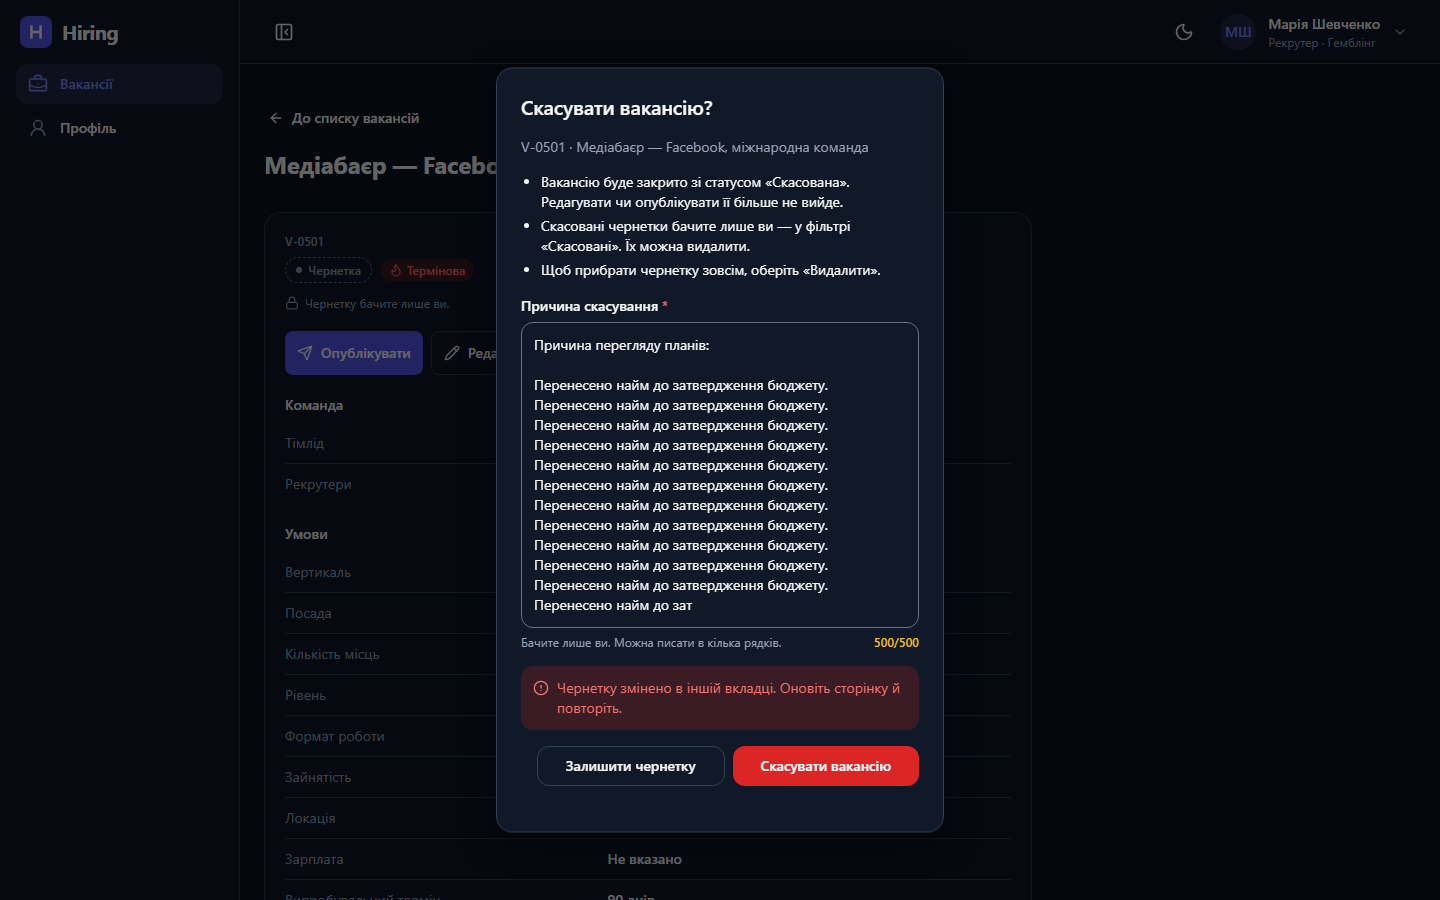 H Hiring
МШ
Марія Шевченко
Рекрутер · Гемблінг
Вакансії
Профіль
До списку вакансій
Медіабаєр — Facebo
V-0501
Чернетка
Термінова
Чернетку бачите лише ви.
Опублікувати
Реда
Команда
Тімлід
Рекрутери
Умови
Вертикаль
Посада
Кількість місць
Рівень
Формат роботи
Зайнятість
Локація
Зарплата
Не вказано
Випробувальний термін
90 днів
Скасувати вакансію?
V-0501 · Медіабаєр — Facebook, міжнародна команда
• Вакансію буде закрито зі статусом «Скасована».
Редагувати чи опублікувати її більше не вийде.
• Скасовані чернетки бачите лише ви — у фільтрі
«Скасовані». Їх можна видалити.
• Щоб прибрати чернетку зовсім, оберіть «Видалити».
Причина скасування *
Причина перегляду планів:
Перенесено найм до затвердження бюджету.
Перенесено найм до затвердження бюджету.
Перенесено найм до затвердження бюджету.
Перенесено найм до затвердження бюджету.
Перенесено найм до затвердження бюджету.
Перенесено найм до затвердження бюджету.
Перенесено найм до затвердження бюджету.
Перенесено найм до затвердження бюджету.
Перенесено найм до затвердження бюджету.
Перенесено найм до затвердження бюджету.
Перенесено найм до затвердження бюджету.
Перенесено найм до зат
Бачите лише ви. Можна писати в кілька рядків.
500/500
Чернетку змінено в іншій вкладці. Оновіть сторінку й
повторіть.
Залишити чернетку
Скасувати вакансію